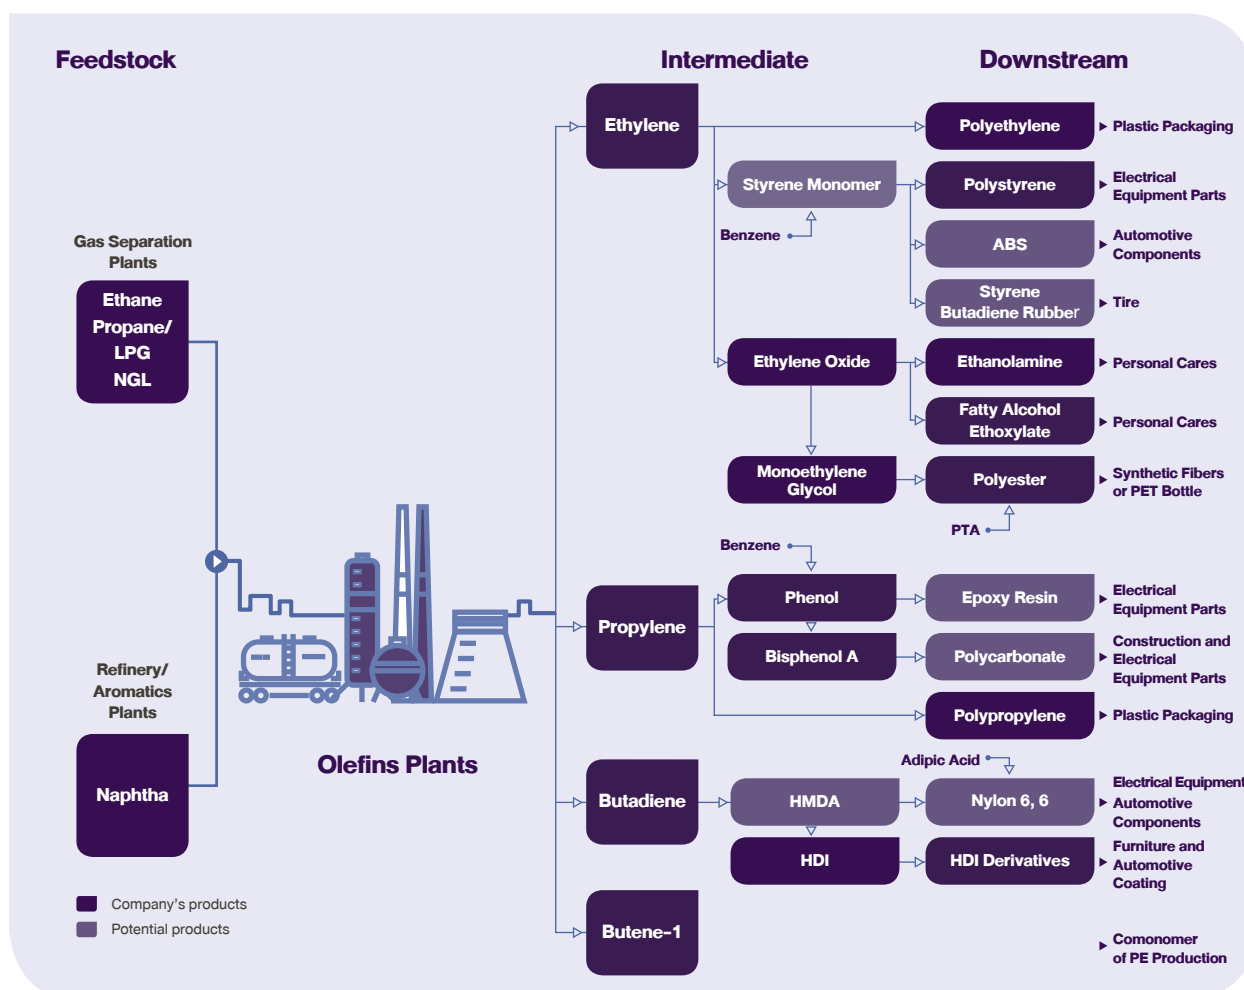 Feedstock
Intermediate
Downstream
Gas Separation
Plants
Ethane
Propane/
LPG
NGL
Refinery/
Aromatics
Plants
Naphtha
Olefins Plants
Company's products
Potential products
Ethylene
Polyethylene
Plastic Packaging
Styrene Monomer
Benzene
Polystyrene
Electrical
Equipment Parts
ABS
Automotive
Components
Styrene
Butadiene Rubber
Tire
Ethylene Oxide
Ethanolamine
Personal Cares
Fatty Alcohol
Ethoxylate
Personal Cares
Monoethylene
Glycol
Polyester
Synthetic Fibers
or PET Bottle
PTA
Propylene
Benzene
Phenol
Epoxy Resin
Electrical
Equipment Parts
Bisphenol A
Polycarbonate
Construction and
Electrical
Equipment Parts
Polypropylene
Plastic Packaging
Butadiene
Adipic Acid
HMDA
Nylon 6, 6
Electrical Equipment
Automotive
Components
HDI
HDI Derivatives
Furniture and
Automotive
Coating
Butene-1
Comonomer
of PE Production